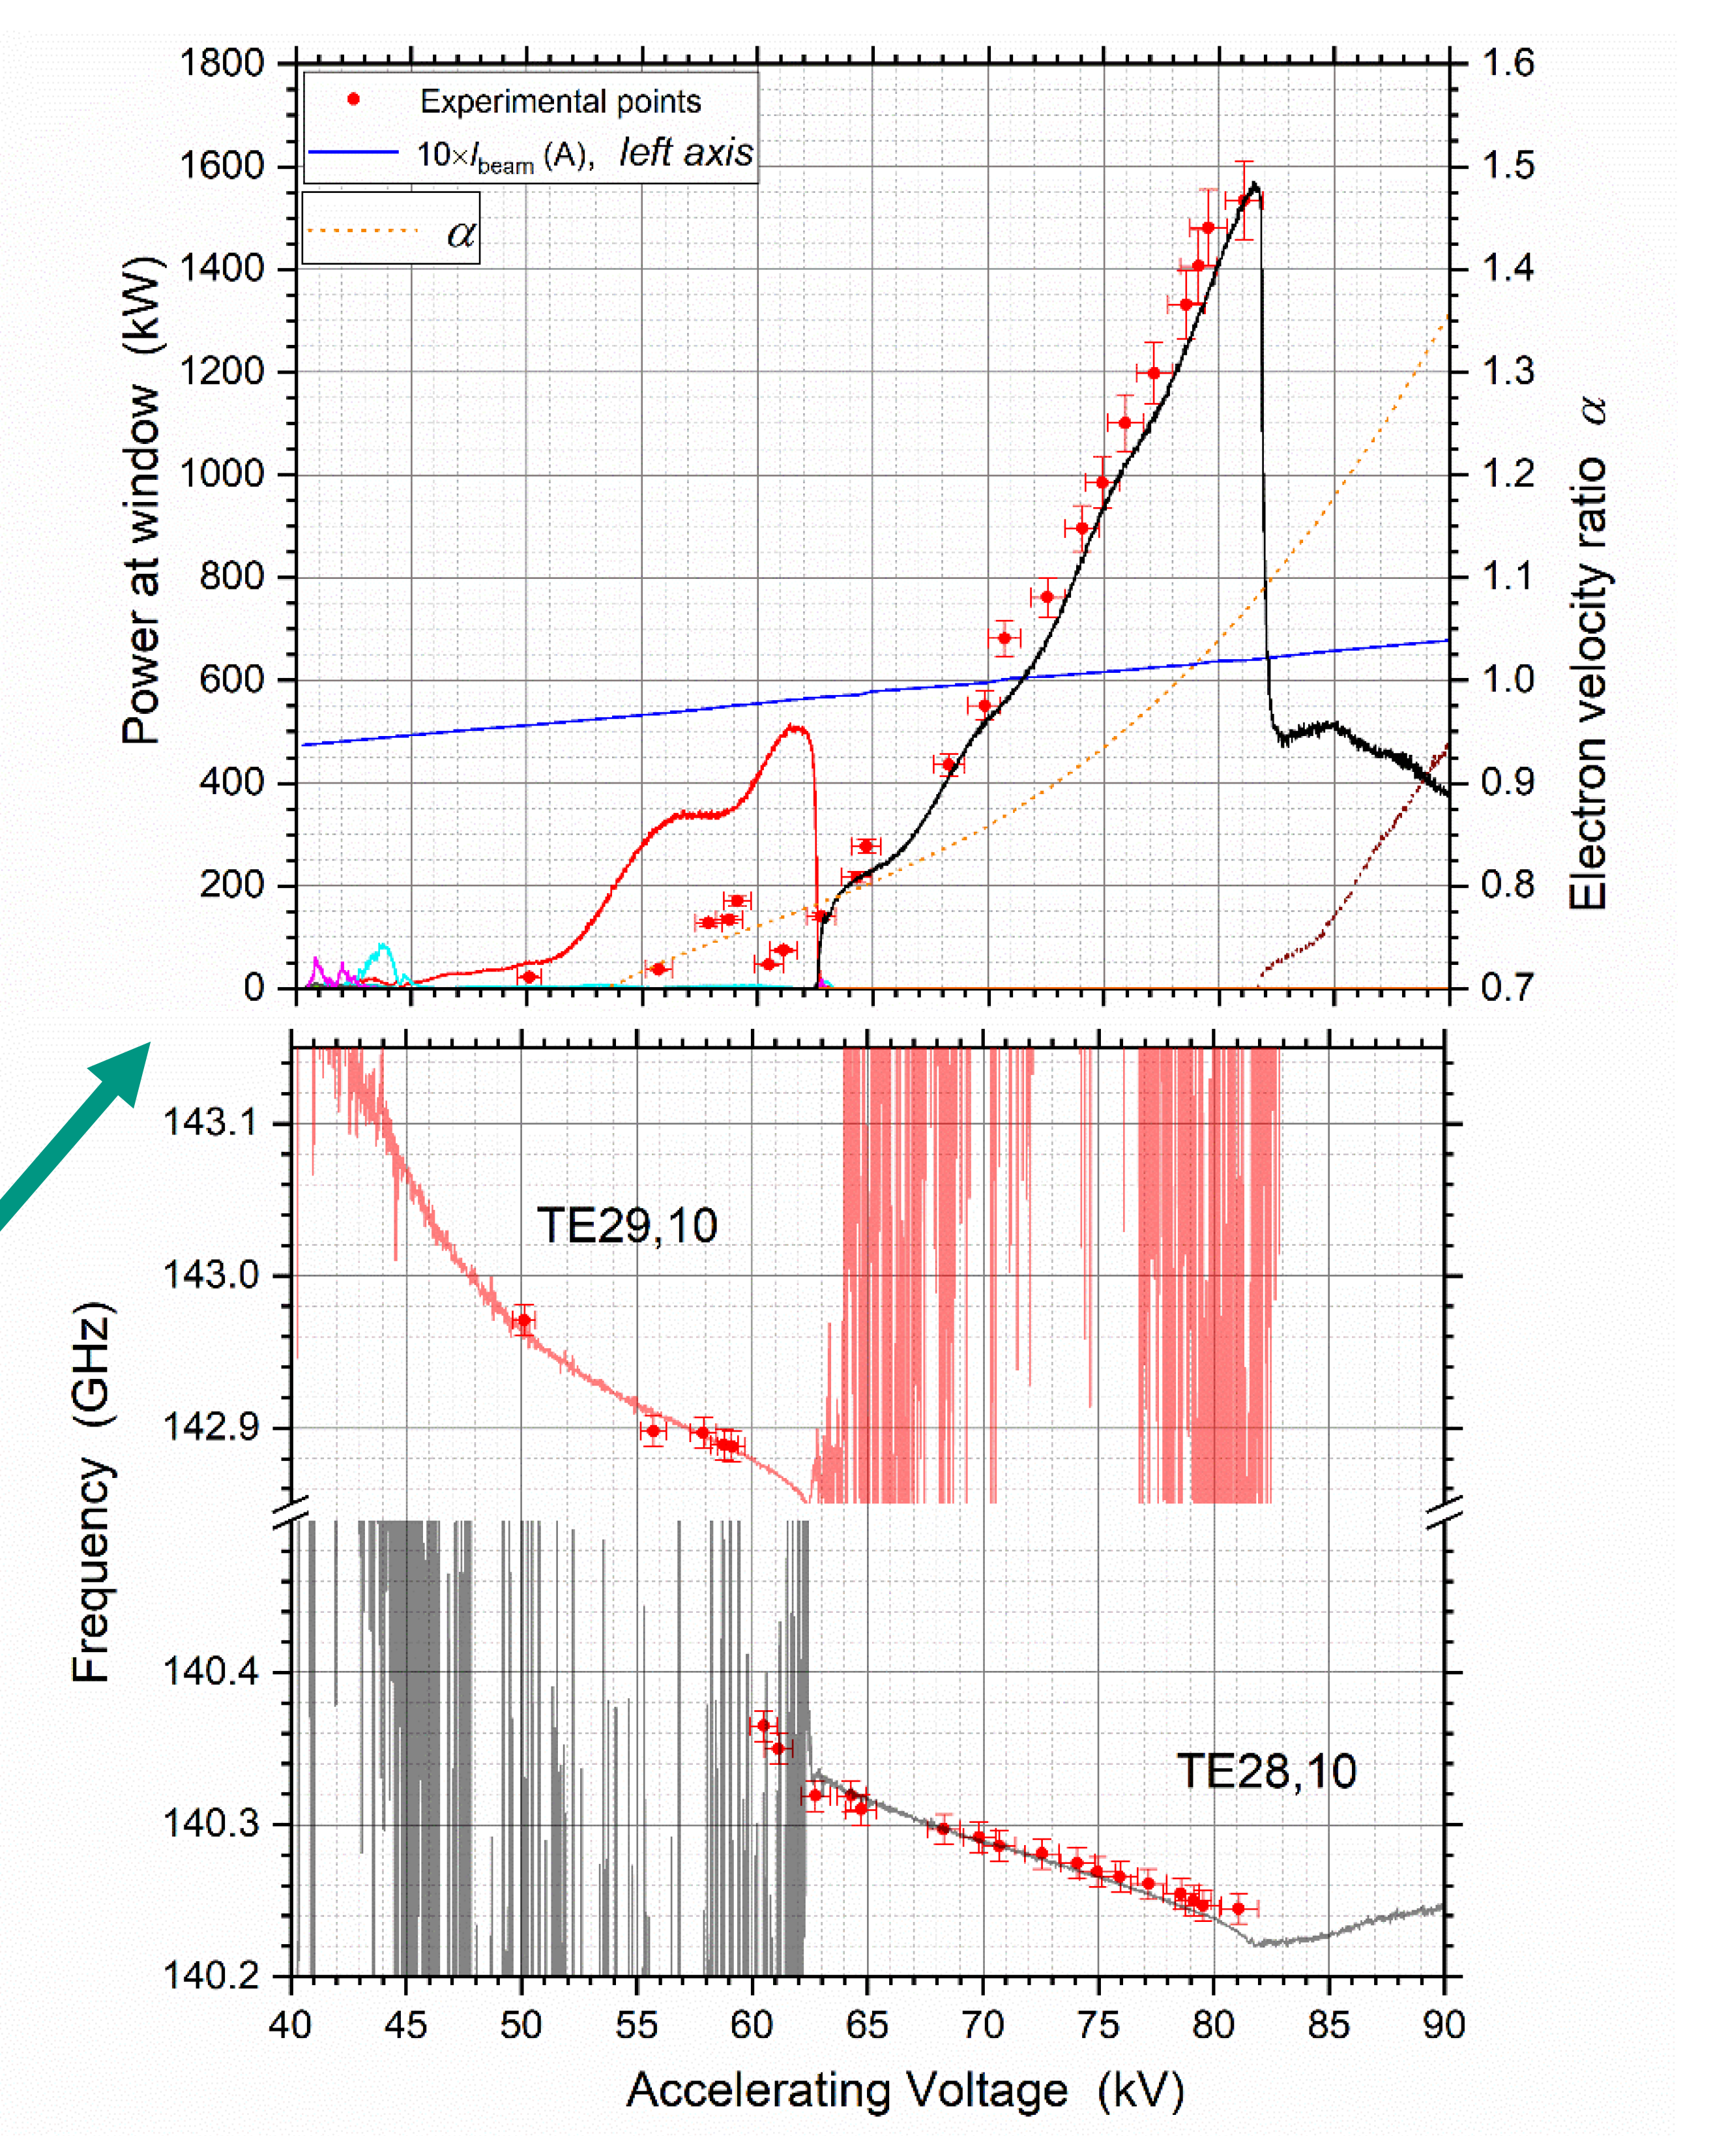 1800
1600
1400
1200
1000
800
600
400
200
0
Power at window (kW)
Experimental points
10×Ibeam (A), left axis
α
1.6
1.5
1.4
1.3
1.2
1.1
1.0
0.9
0.8
0.7
Electron velocity ratio α
143.1
143.0
142.9
140.4
140.3
140.2
Frequency (GHz)
TE29,10
TE28,10
40 45 50 55 60 65 70 75 80 85 90
Accelerating Voltage (kV)